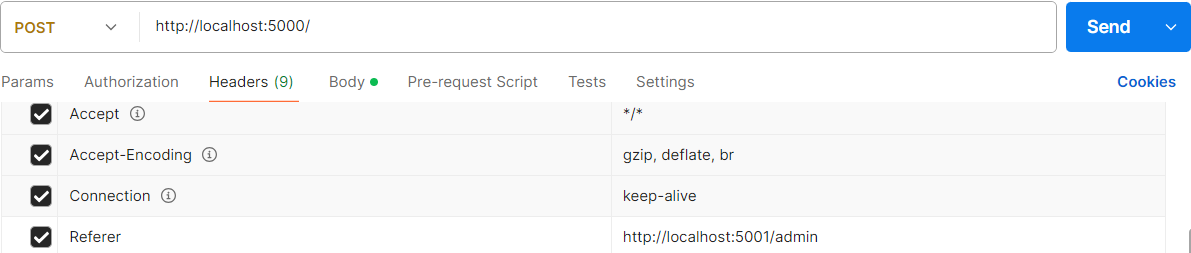 POST http://localhost:5000/ Send
Params Authorization Headers (9) Body Pre-request Script Tests Settings Cookies
Accept */*
Accept-Encoding gzip, deflate, br
Connection keep-alive
Referer http://localhost:5001/admin